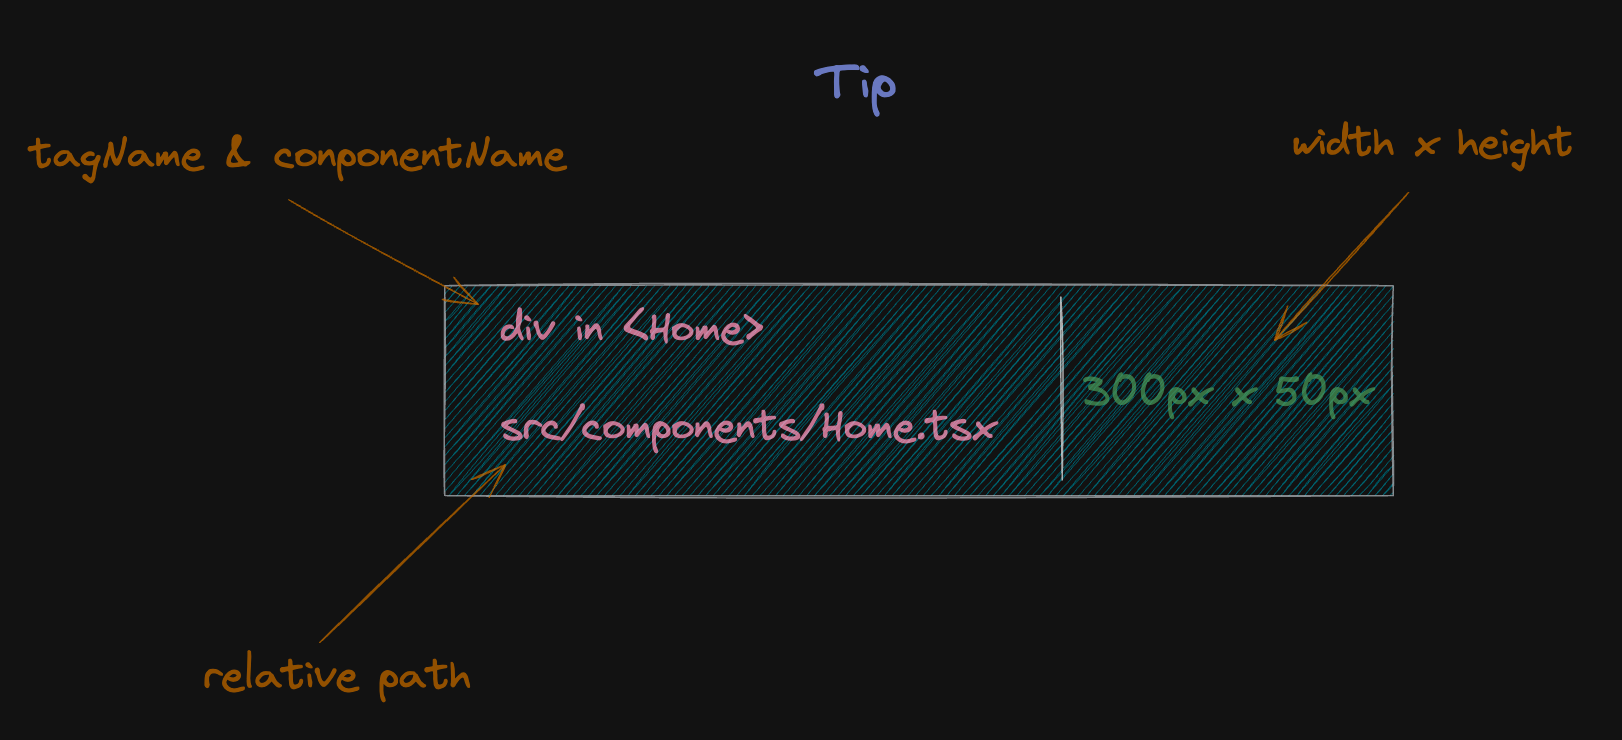 Tip
tagName & conponentName
width x height
div in <Home>
300px x 50px
src/components/Home.tsx
relative path